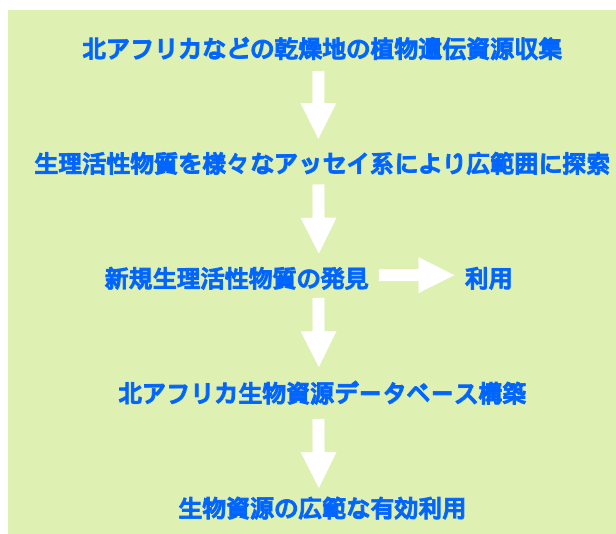 北アフリカなどの乾燥地の植物遺伝資源収集
生理活性物質を様々なアッセイ系により広範囲に探索
新規生理活性物質の発見 利用
北アフリカ生物資源データベース構築
生物資源の広範な有効利用